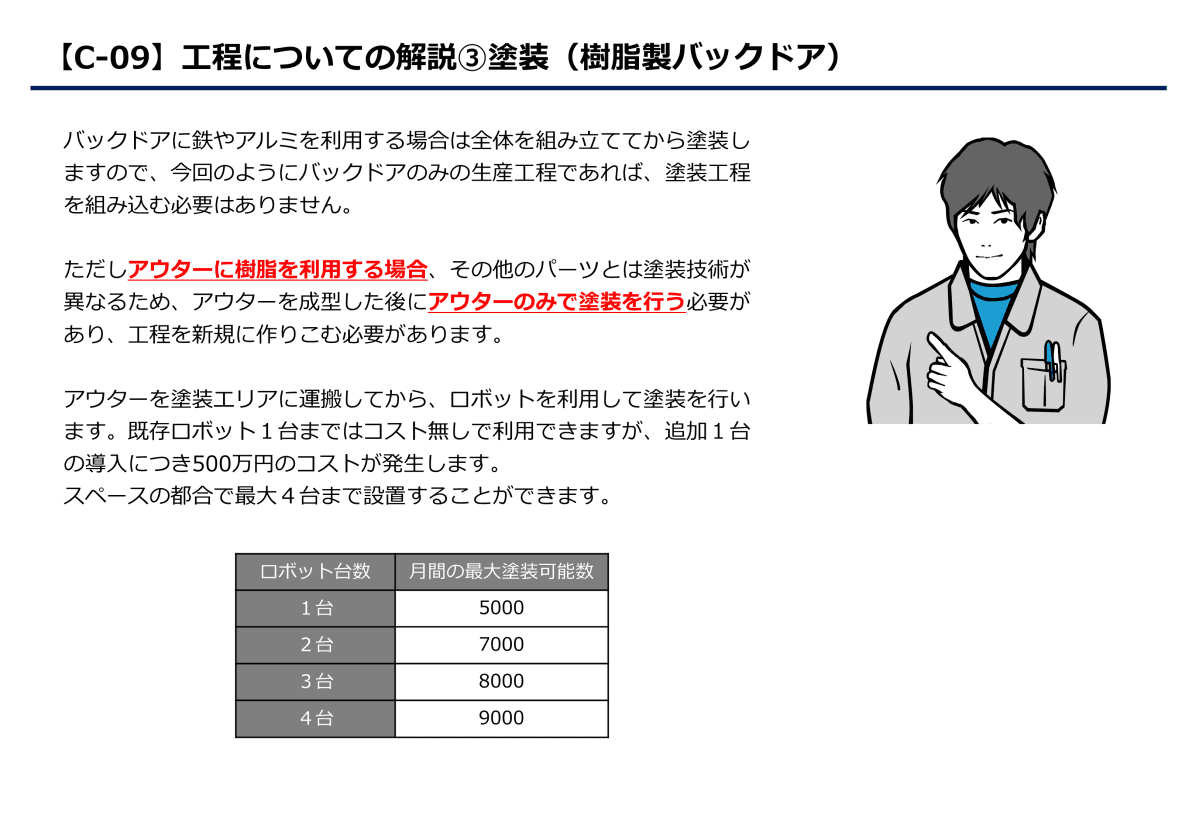 【C-09】工程についての解説③塗装（樹脂製バックドア）
バックドアに鉄やアルミを利用する場合は全体を組み立ててから塗装し
ますので、今回のようにバックドアのみの生産工程であれば、塗装工程
を組み込む必要はありません。
ただしアウターに樹脂を利用する場合、その他のパーツとは塗装技術が
異なるため、アウターを成型した後にアウターのみで塗装を行う必要が
あり、工程を新規に作りこむ必要があります。
アウターを塗装エリアに運搬してから、ロボットを利用して塗装を行い
ます。既存ロボット１台まではコスト無しで利用できますが、追加１台
の導入につき500万円のコストが発生します。
スペースの都合で最大４台まで設置することができます。
ロボット台数 月間の最大塗装可能数
１台 5000
２台 7000
３台 8000
４台 9000